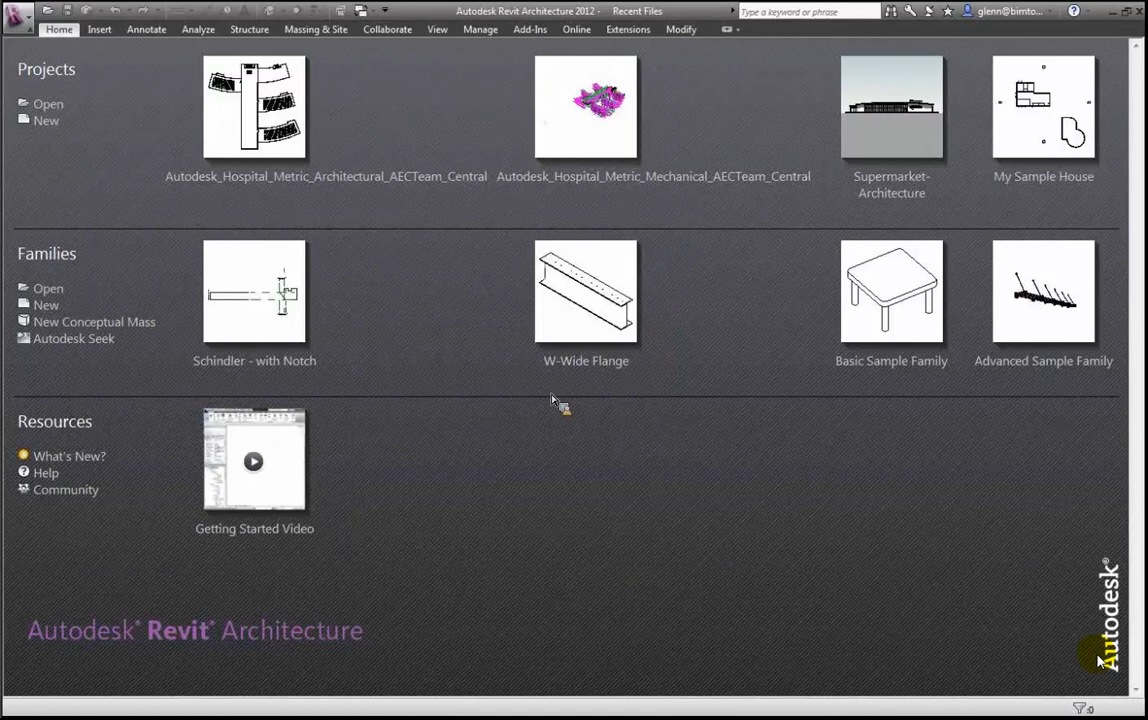 Autodesk Revit Architecture 2012 - Recent Files
Type a keyword or phrase
glenn@bimto...
Home Insert Annotate Analyze Structure Massing & Site Collaborate View Manage Add-Ins Online Extensions Modify
Projects
Open
New
Autodesk_Hospital_Metric_Architectural_AECTeam_Central
Autodesk_Hospital_Metric_Mechanical_AECTeam_Central
Supermarket-
Architecture
My Sample House
Families
Open
New
New Conceptual Mass
Autodesk Seek
Schindler - with Notch
W-Wide Flange
Basic Sample Family
Advanced Sample Family
Resources
What's New?
Help
Community
Getting Started Video
Autodesk® Revit® Architecture
Autodesk®
:0